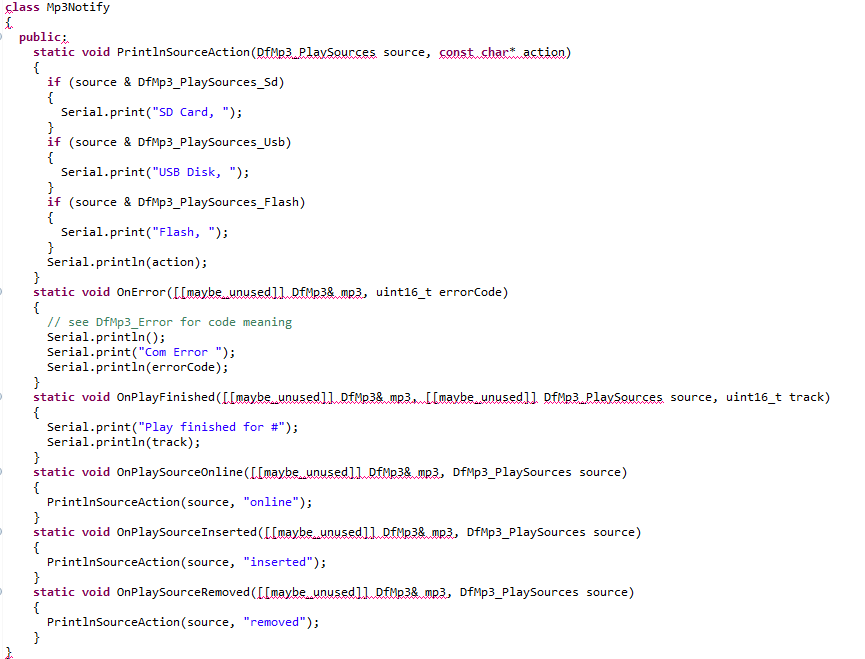 class Mp3Notify
{
  public:
    static void PrintlnSourceAction(DfMp3_PlaySources source, const char* action)
    {
      if (source & DfMp3_PlaySources_Sd)
      {
        Serial.print("SD Card, ");
      }
      if (source & DfMp3_PlaySources_Usb)
      {
        Serial.print("USB Disk, ");
      }
      if (source & DfMp3_PlaySources_Flash)
      {
        Serial.print("Flash, ");
      }
      Serial.println(action);
    }
    static void OnError([[maybe_unused]] DfMp3& mp3, uint16_t errorCode)
    {
      // see DfMp3_Error for code meaning
      Serial.println();
      Serial.print("Com Error ");
      Serial.println(errorCode);
    }
    static void OnPlayFinished([[maybe_unused]] DfMp3& mp3, [[maybe_unused]] DfMp3_PlaySources source, uint16_t track)
    {
      Serial.print("Play finished for #");
      Serial.println(track);
    }
    static void OnPlaySourceOnline([[maybe_unused]] DfMp3& mp3, DfMp3_PlaySources source)
    {
      PrintlnSourceAction(source, "online");
    }
    static void OnPlaySourceInserted([[maybe_unused]] DfMp3& mp3, DfMp3_PlaySources source)
    {
      PrintlnSourceAction(source, "inserted");
    }
    static void OnPlaySourceRemoved([[maybe_unused]] DfMp3& mp3, DfMp3_PlaySources source)
    {
      PrintlnSourceAction(source, "removed");
    }
}